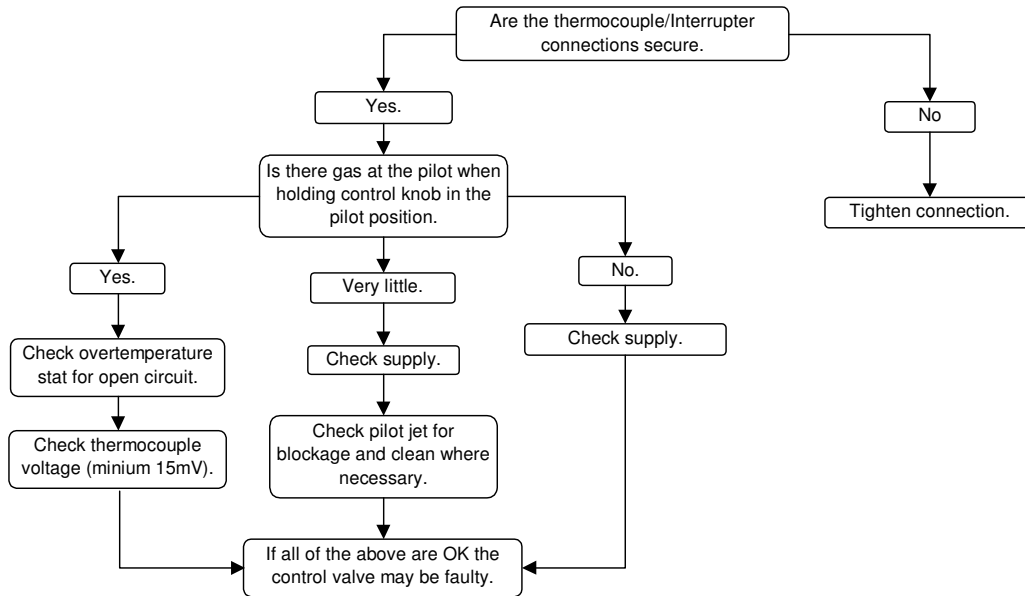 Are the thermocouple/Interrupter
connections secure.
Yes.
No
Is there gas at the pilot when
holding control knob in the
pilot position.
Tighten connection.
Yes.
Very little.
No.
Check overtemperature
stat for open circuit.
Check supply.
Check supply.
Check thermocouple
voltage (minium 15mV).
Check pilot jet for
blockage and clean where
necessary.
If all of the above are OK the
control valve may be faulty.